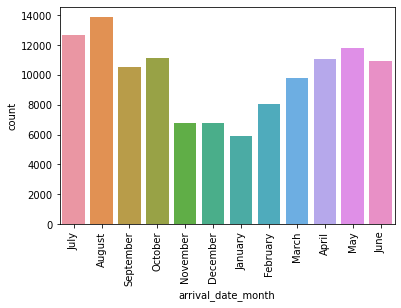 14000
12000
10000
8000
6000
4000
2000
0
count
July
August
September
October
November
December
January
February
March
April
May
June
arrival_date_month